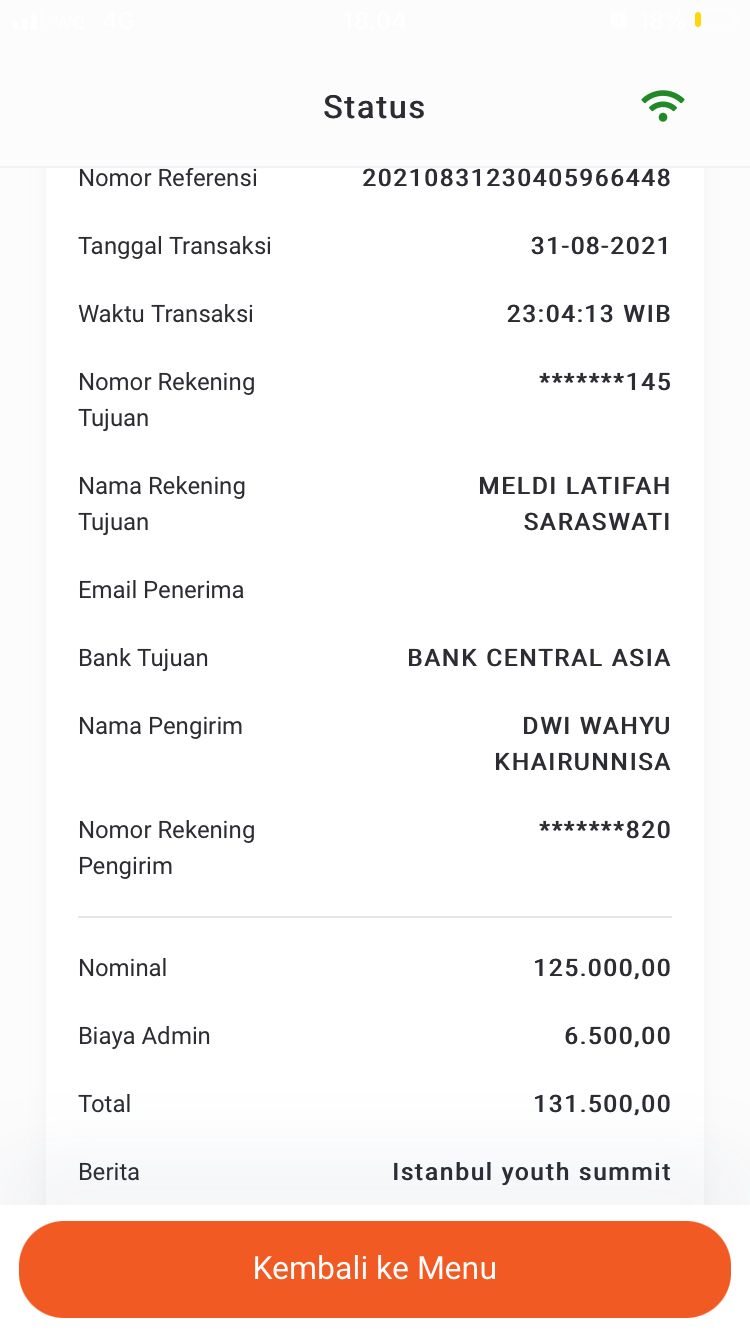 4G 18.04 18%
Status
Nomor Referensi 20210831230405966448
Tanggal Transaksi 31-08-2021
Waktu Transaksi 23:04:13 WIB
Nomor Rekening *******145
Tujuan
Nama Rekening MELDI LATIFAH
Tujuan SARASWATI
Email Penerima
Bank Tujuan BANK CENTRAL ASIA
Nama Pengirim DWI WAHYU
KHAIRUNNISA
Nomor Rekening *******820
Pengirim
Nominal 125.000,00
Biaya Admin 6.500,00
Total 131.500,00
Berita Istanbul youth summit
Kembali ke Menu